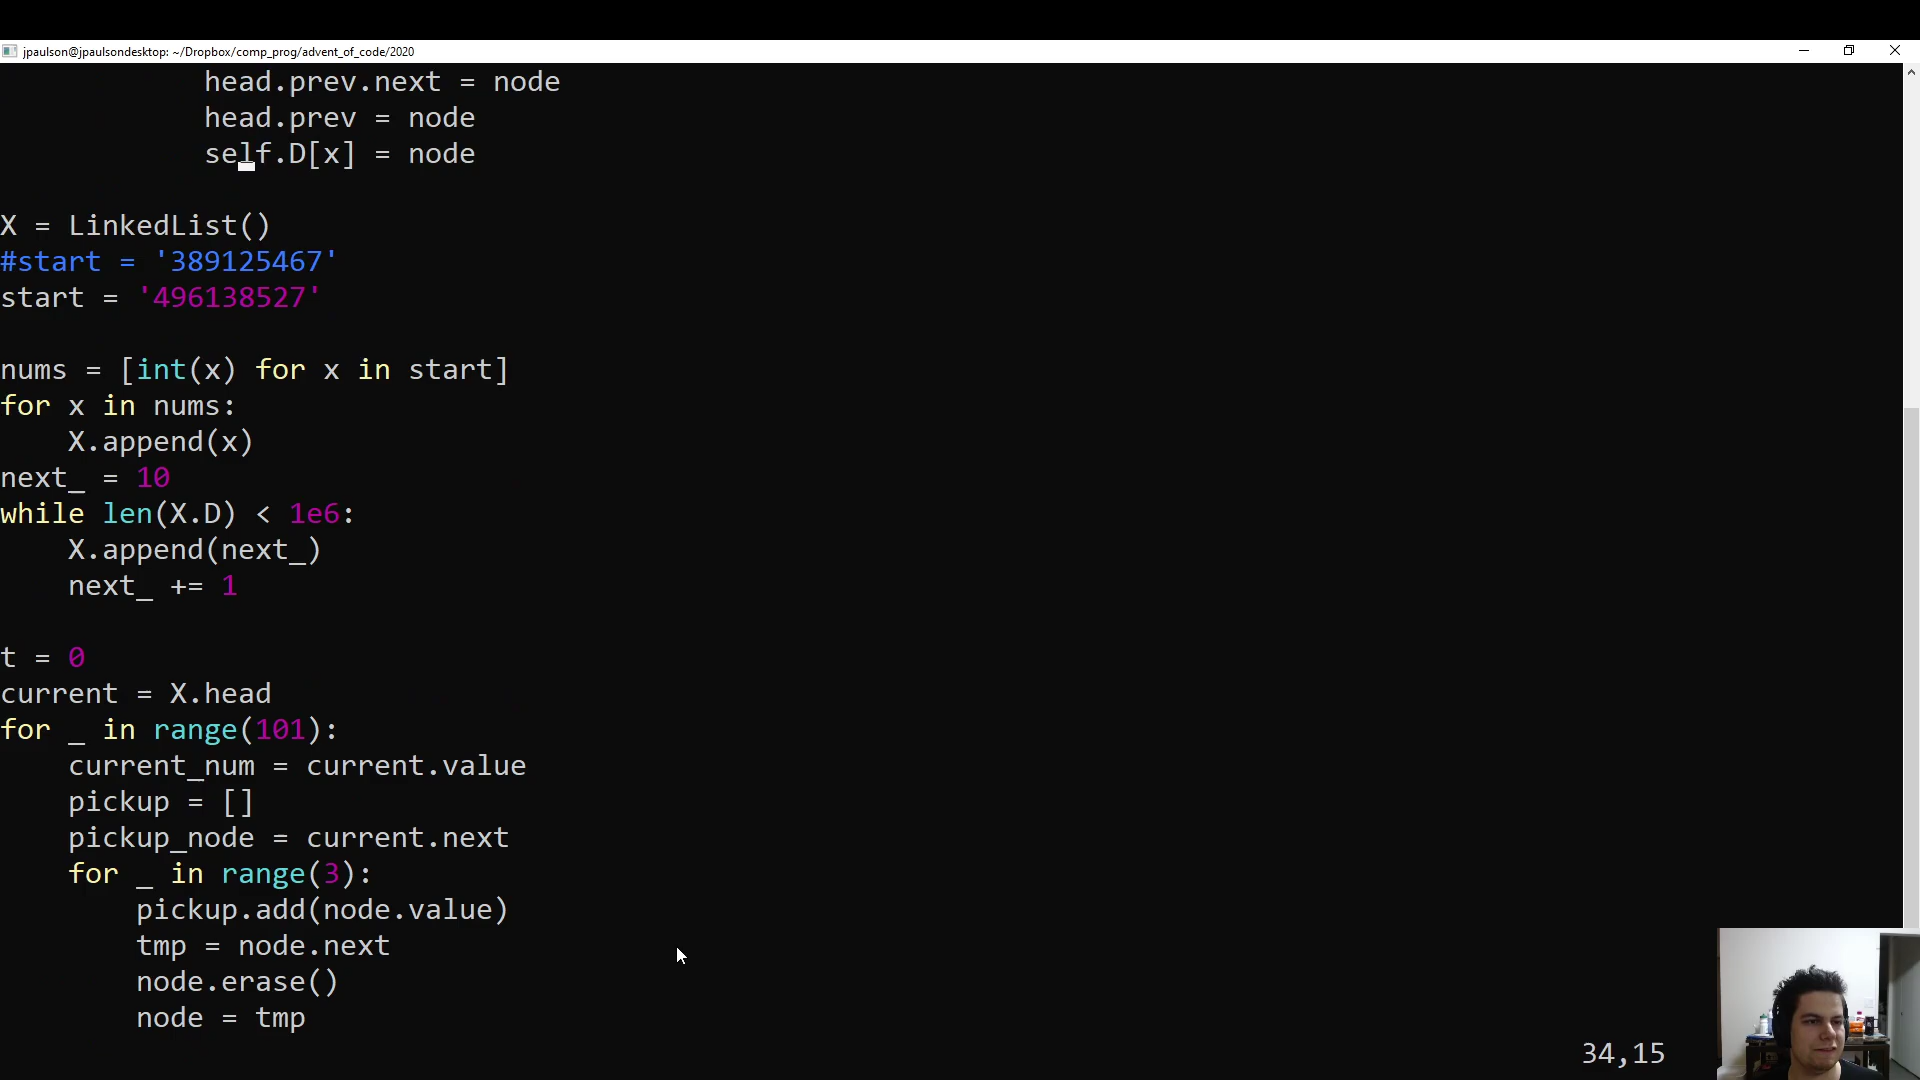 jpaulson@jpaulsondesktop: ~/Dropbox/comp_prog/advent_of_code/2020
head.prev.next = node
head.prev = node
self.D[x] = node
X = LinkedList()
#start = '389125467'
start = '496138527'
nums = [int(x) for x in start]
for x in nums:
X.append(x)
next_ = 10
while len(X.D) < 1e6:
X.append(next_)
next_ += 1
t = 0
current = X.head
for _ in range(101):
current_num = current.value
pickup = []
pickup_node = current.next
for _ in range(3):
pickup.add(node.value)
tmp = node.next
node.erase()
node = tmp
34,15